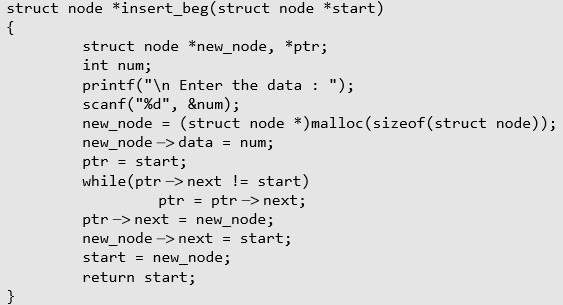 struct node *insert_beg(struct node *start)
{
struct node *new_node, *ptr;
int num;
printf("\n Enter the data : ");
scanf("%d", &num);
new_node = (struct node *)malloc(sizeof(struct node));
new_node->data = num;
ptr = start;
while(ptr->next != start)
ptr = ptr->next;
ptr->next = new_node;
new_node->next = start;
start = new_node;
return start;
}